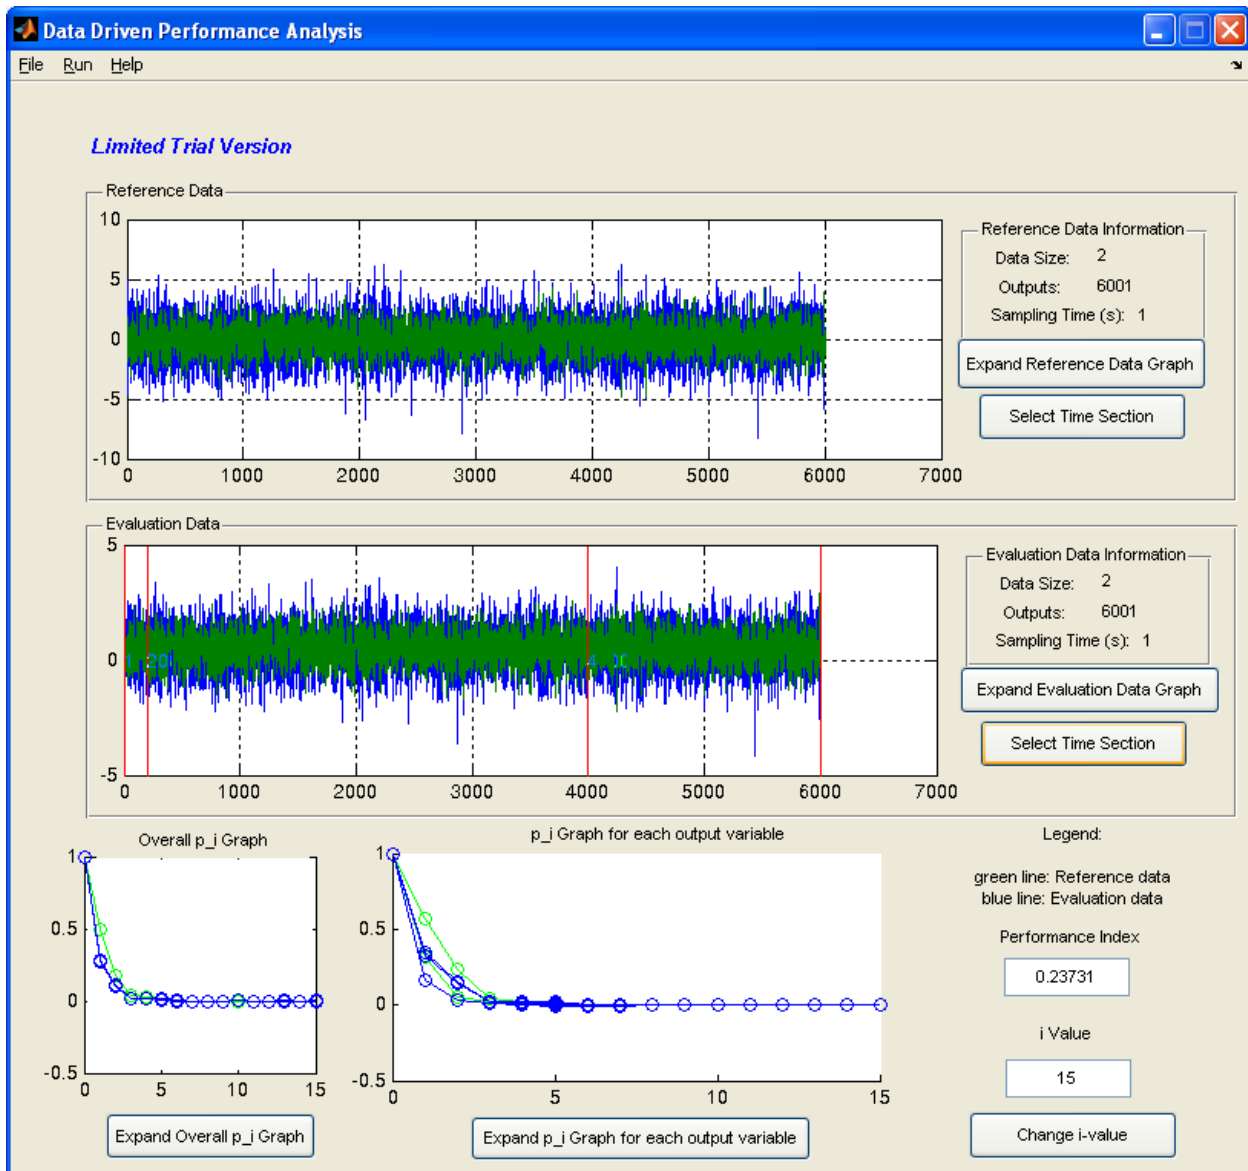 Data Driven Performance Analysis
File Run Help
Limited Trial Version
Reference Data
10
5
0
-5
-10
0 1000 2000 3000 4000 5000 6000 7000
Reference Data Information
Data Size: 2
Outputs: 6001
Sampling Time (s): 1
Expand Reference Data Graph
Select Time Section
Evaluation Data
5
0
-5
0 1000 2000 3000 4000 5000 6000 7000
Evaluation Data Information
Data Size: 2
Outputs: 6001
Sampling Time (s): 1
Expand Evaluation Data Graph
Select Time Section
Overall p_i Graph
1
0.5
0
-0.5
0 5 10 15
Expand Overall p_i Graph
p_i Graph for each output variable
1
0.5
0
-0.5
0 5 10 15
Expand p_i Graph for each output variable
Legend:
green line: Reference data
blue line: Evaluation data
Performance Index
0.23731
i Value
15
Change i-value